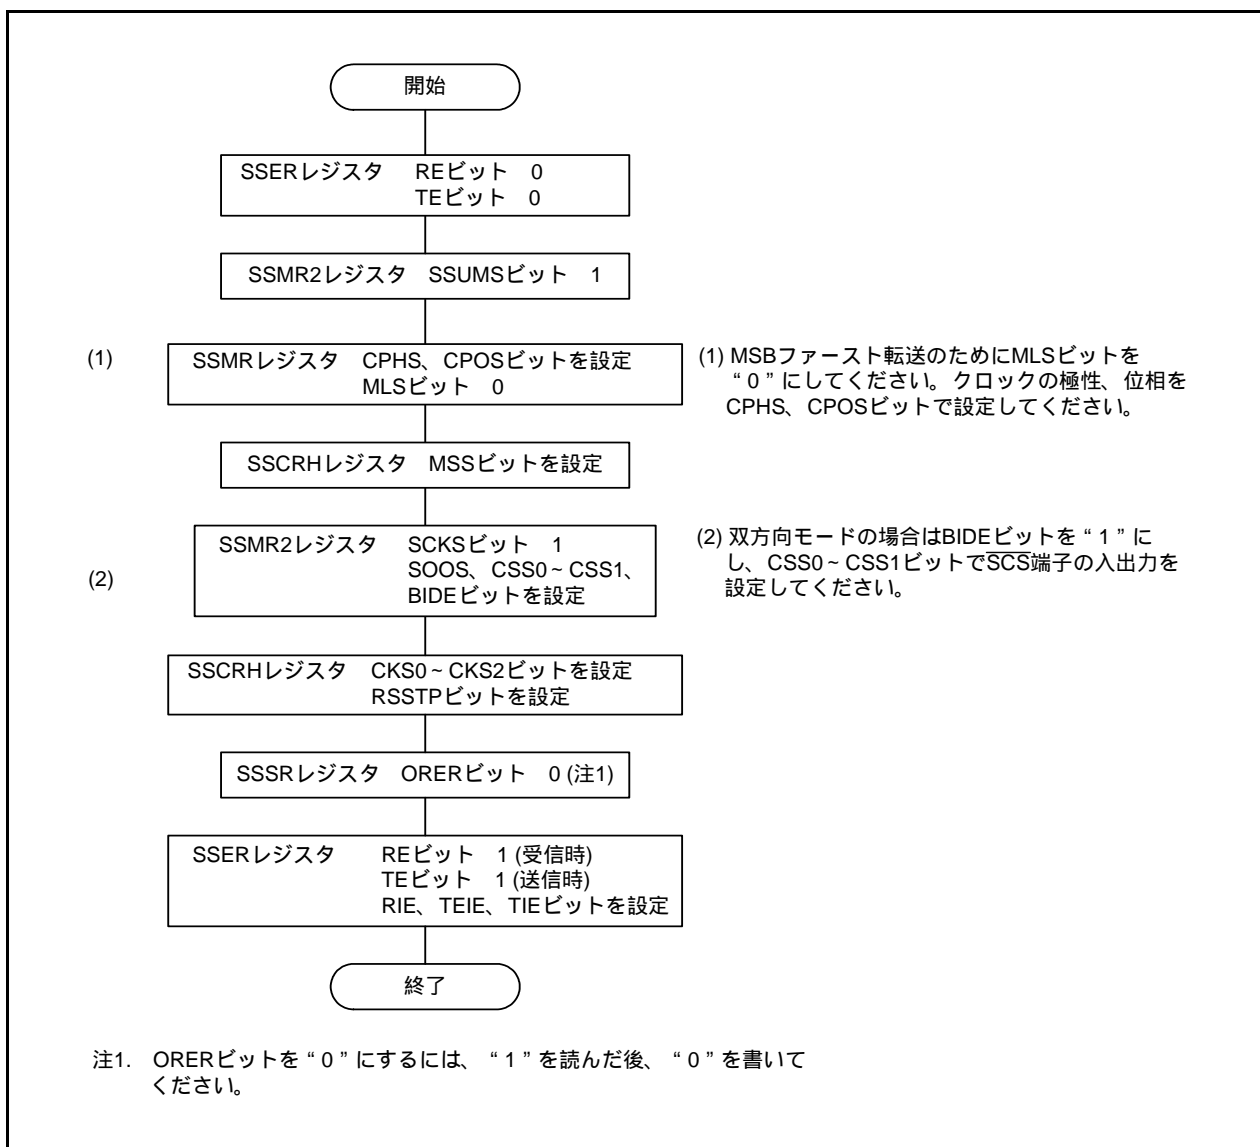 開始
SSERレジスタ REビット 0
TEビット 0
SSMR2レジスタ SSUMSビット 1
(1)
SSMRレジスタ CPHS、CPOSビットを設定
MLSビット 0
(1) MSBファースト転送のためにMLSビットを
“0”にしてください。クロックの極性、位相を
CPHS、CPOSビットで設定してください。
SSCRHレジスタ MSSビットを設定
(2)
SSMR2レジスタ SCKSビット 1
SOOS、CSS0~CSS1、
BIDEビットを設定
(2) 双方向モードの場合はBIDEビットを“1”に
し、CSS0~CSS1ビットでSCS端子の入出力を
設定してください。
SSCRHレジスタ CKS0~CKS2ビットを設定
RSSTPビットを設定
SSSRレジスタ ORERビット 0 (注1)
SSERレジスタ REビット 1 (受信時)
TEビット 1 (送信時)
RIE、TEIE、TIEビットを設定
終了
注1. ORERビットを“0”にするには、“1”を読んだ後、“0”を書いて
ください。